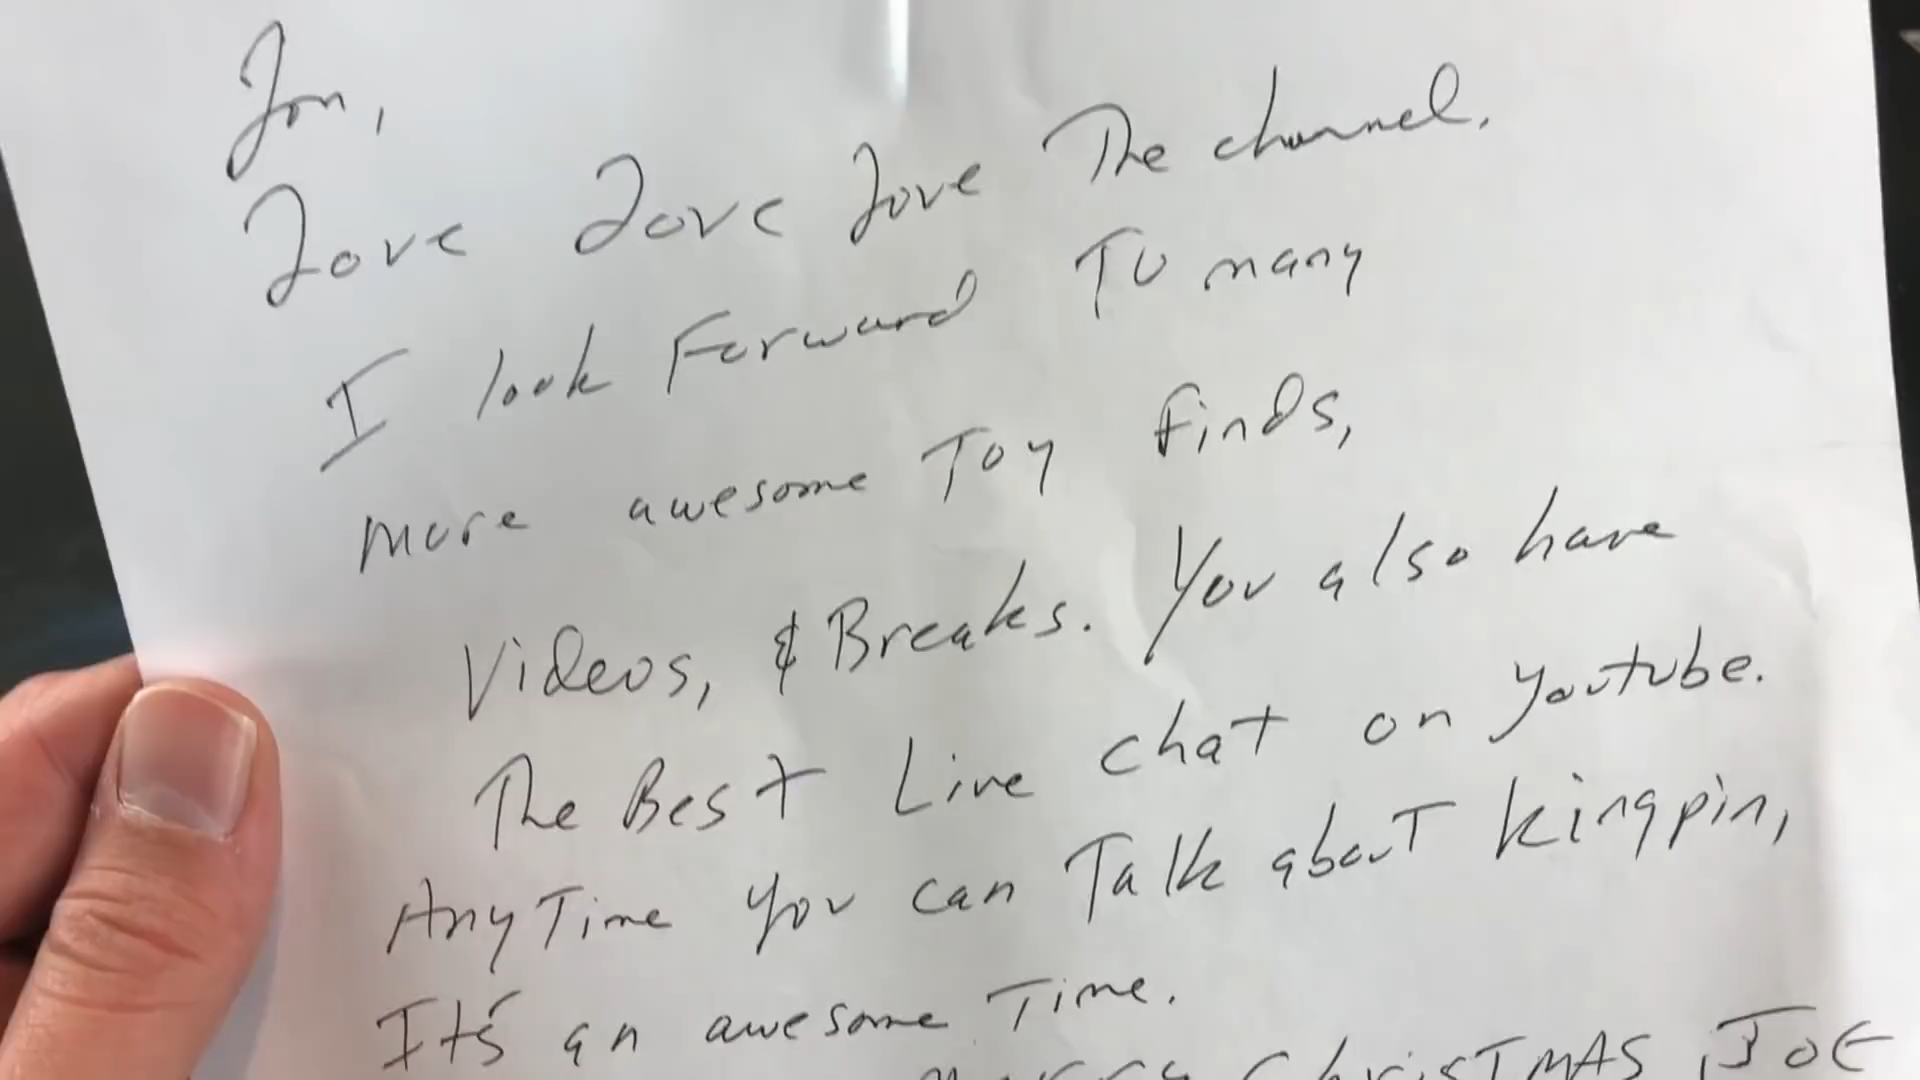 Jon,
Love Love Love The channel.
I look Forward To many
more awesome Toy finds,
Videos, & Breaks. You also have
The Best Live chat on youtube.
AnyTime you can Talk about kingpin,
It's an awesome Time.
Merry ChrisTMAS, JOE